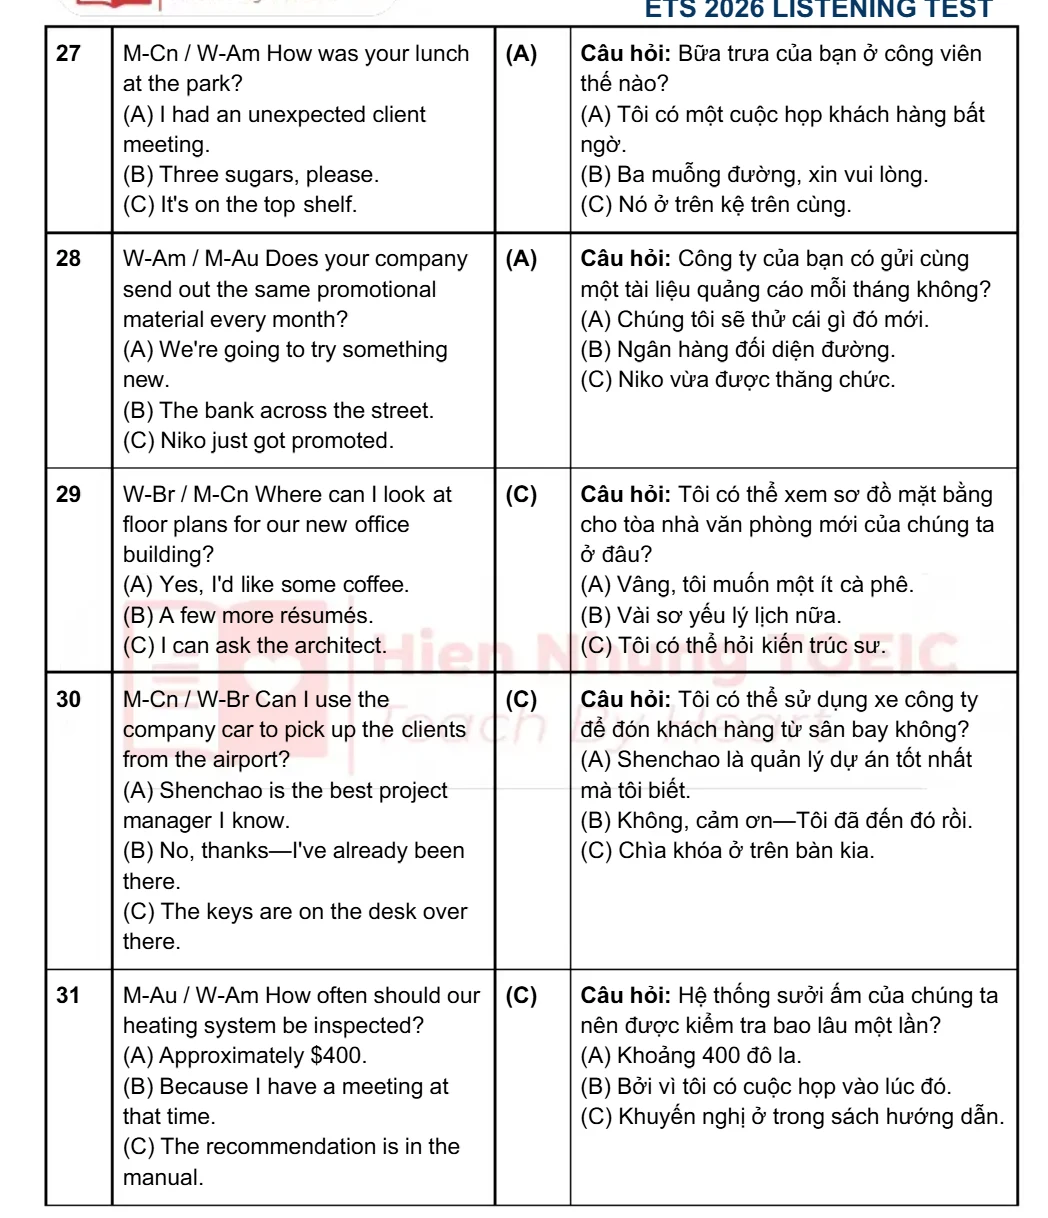 ETS 2026 LISTENING TEST
27
M-Cn / W-Am How was your lunch
at the park?
(A) I had an unexpected client
meeting.
(B) Three sugars, please.
(C) It's on the top shelf.
(A)
Câu hỏi: Bữa trưa của bạn ở công viên
thế nào?
(A) Tôi có một cuộc họp khách hàng bất
ngờ.
(B) Ba muỗng đường, xin vui lòng.
(C) Nó ở trên kệ trên cùng.
28
W-Am / M-Au Does your company
send out the same promotional
material every month?
(A) We're going to try something
new.
(B) The bank across the street.
(C) Niko just got promoted.
(A)
Câu hỏi: Công ty của bạn có gửi cùng
một tài liệu quảng cáo mỗi tháng không?
(A) Chúng tôi sẽ thử cái gì đó mới.
(B) Ngân hàng đối diện đường.
(C) Niko vừa được thăng chức.
29
W-Br / M-Cn Where can I look at
floor plans for our new office
building?
(A) Yes, I'd like some coffee.
(B) A few more résumés.
(C) I can ask the architect.
(C)
Câu hỏi: Tôi có thể xem sơ đồ mặt bằng
cho tòa nhà văn phòng mới của chúng ta
ở đâu?
(A) Vâng, tôi muốn một ít cà phê.
(B) Vài sơ yếu lý lịch nữa.
(C) Tôi có thể hỏi kiến trúc sư.
Hien Nhung TOEIC
Teach By Heart
30
M-Cn / W-Br Can I use the
company car to pick up the clients
from the airport?
(A) Shenchao is the best project
manager I know.
(B) No, thanks—I've already been
there.
(C) The keys are on the desk over
there.
(C)
Câu hỏi: Tôi có thể sử dụng xe công ty
để đón khách hàng từ sân bay không?
(A) Shenchao là quản lý dự án tốt nhất
mà tôi biết.
(B) Không, cảm ơn—Tôi đã đến đó rồi.
(C) Chìa khóa ở trên bàn kia.
31
M-Au / W-Am How often should our
heating system be inspected?
(A) Approximately $400.
(B) Because I have a meeting at
that time.
(C) The recommendation is in the
manual.
(C)
Câu hỏi: Hệ thống sưởi ấm của chúng ta
nên được kiểm tra bao lâu một lần?
(A) Khoảng 400 đô la.
(B) Bởi vì tôi có cuộc họp vào lúc đó.
(C) Khuyến nghị ở trong sách hướng dẫn.